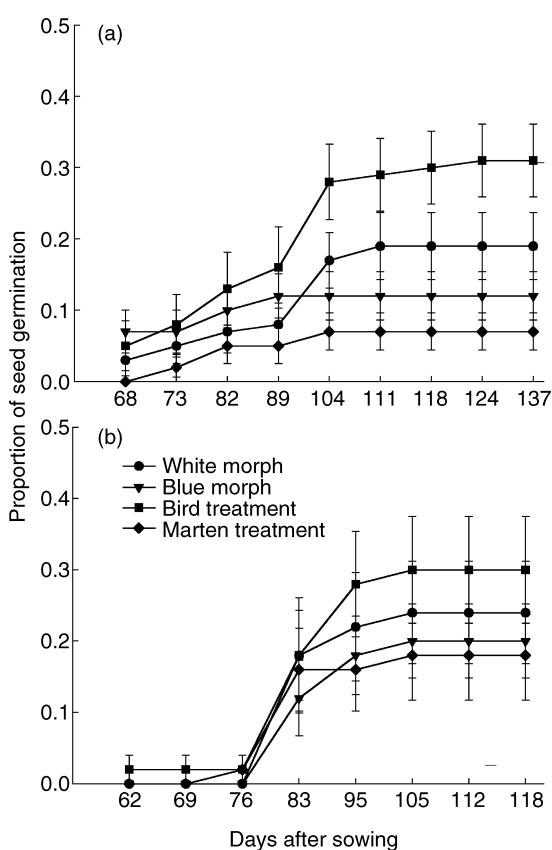 (a)
0.5
0.4
0.3
0.2
0.1
0.0
68 73 82 89 104 111 118 124 137
Proportion of seed germination
(b)
0.5
0.4
0.3
0.2
0.1
0.0
White morph
Blue morph
Bird treatment
Marten treatment
62 69 76 83 95 105 112 118
Days after sowing